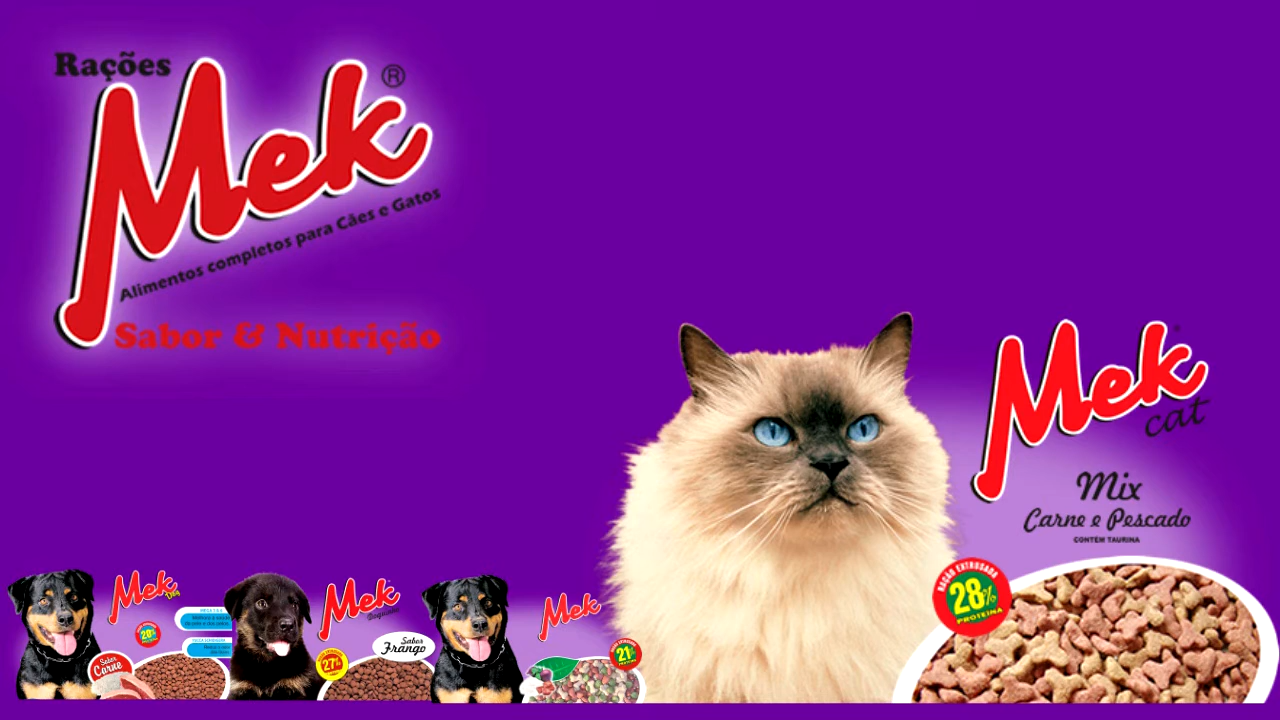 Rações
Mek®
Alimentos completos para Cães e Gatos
Sabor & Nutrição
Mek
cat
Mix
Carne e Pescado
CONTÉM TAURINA
RAÇÃO EXTRUSADA
28%
PROTEÍNA
Mek
Dog
20%
Sabor
Carne
Mek
27%
Sabor
Frango
Mek
21%